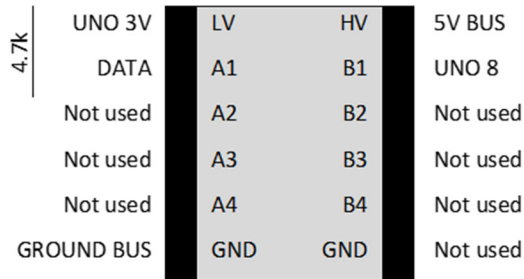 4.7k
UNO 3V LV HV 5V BUS
DATA A1 B1 UNO 8
Not used A2 B2 Not used
Not used A3 B3 Not used
Not used A4 B4 Not used
GROUND BUS GND GND Not used